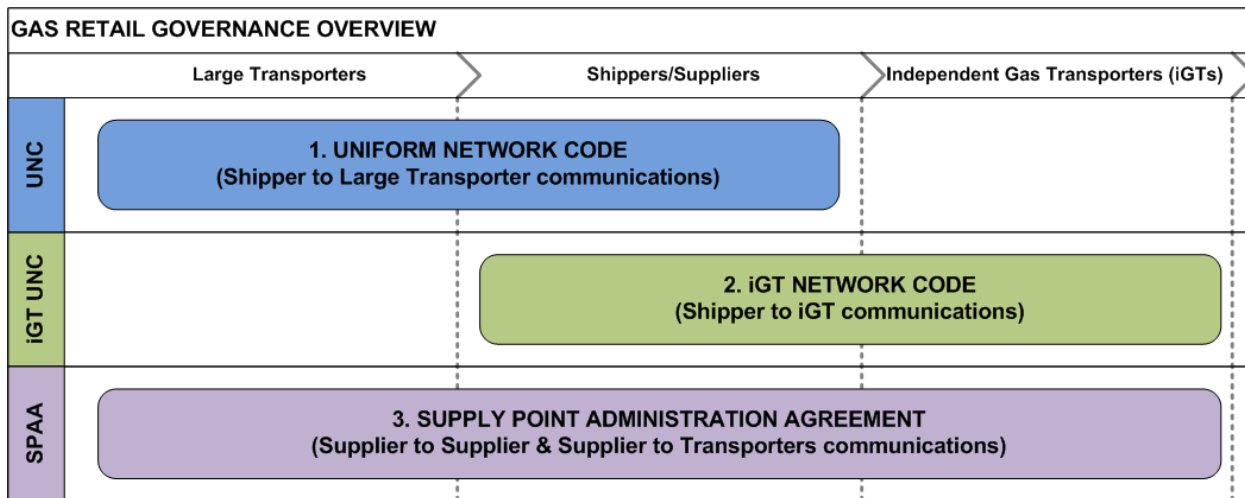 GAS RETAIL GOVERNANCE OVERVIEW
Large Transporters
Shippers/Suppliers
Independent Gas Transporters (iGTs)
UNC
1. UNIFORM NETWORK CODE
(Shipper to Large Transporter communications)
iGT UNC
2. iGT NETWORK CODE
(Shipper to iGT communications)
SPAA
3. SUPPLY POINT ADMINISTRATION AGREEMENT
(Supplier to Supplier & Supplier to Transporters communications)